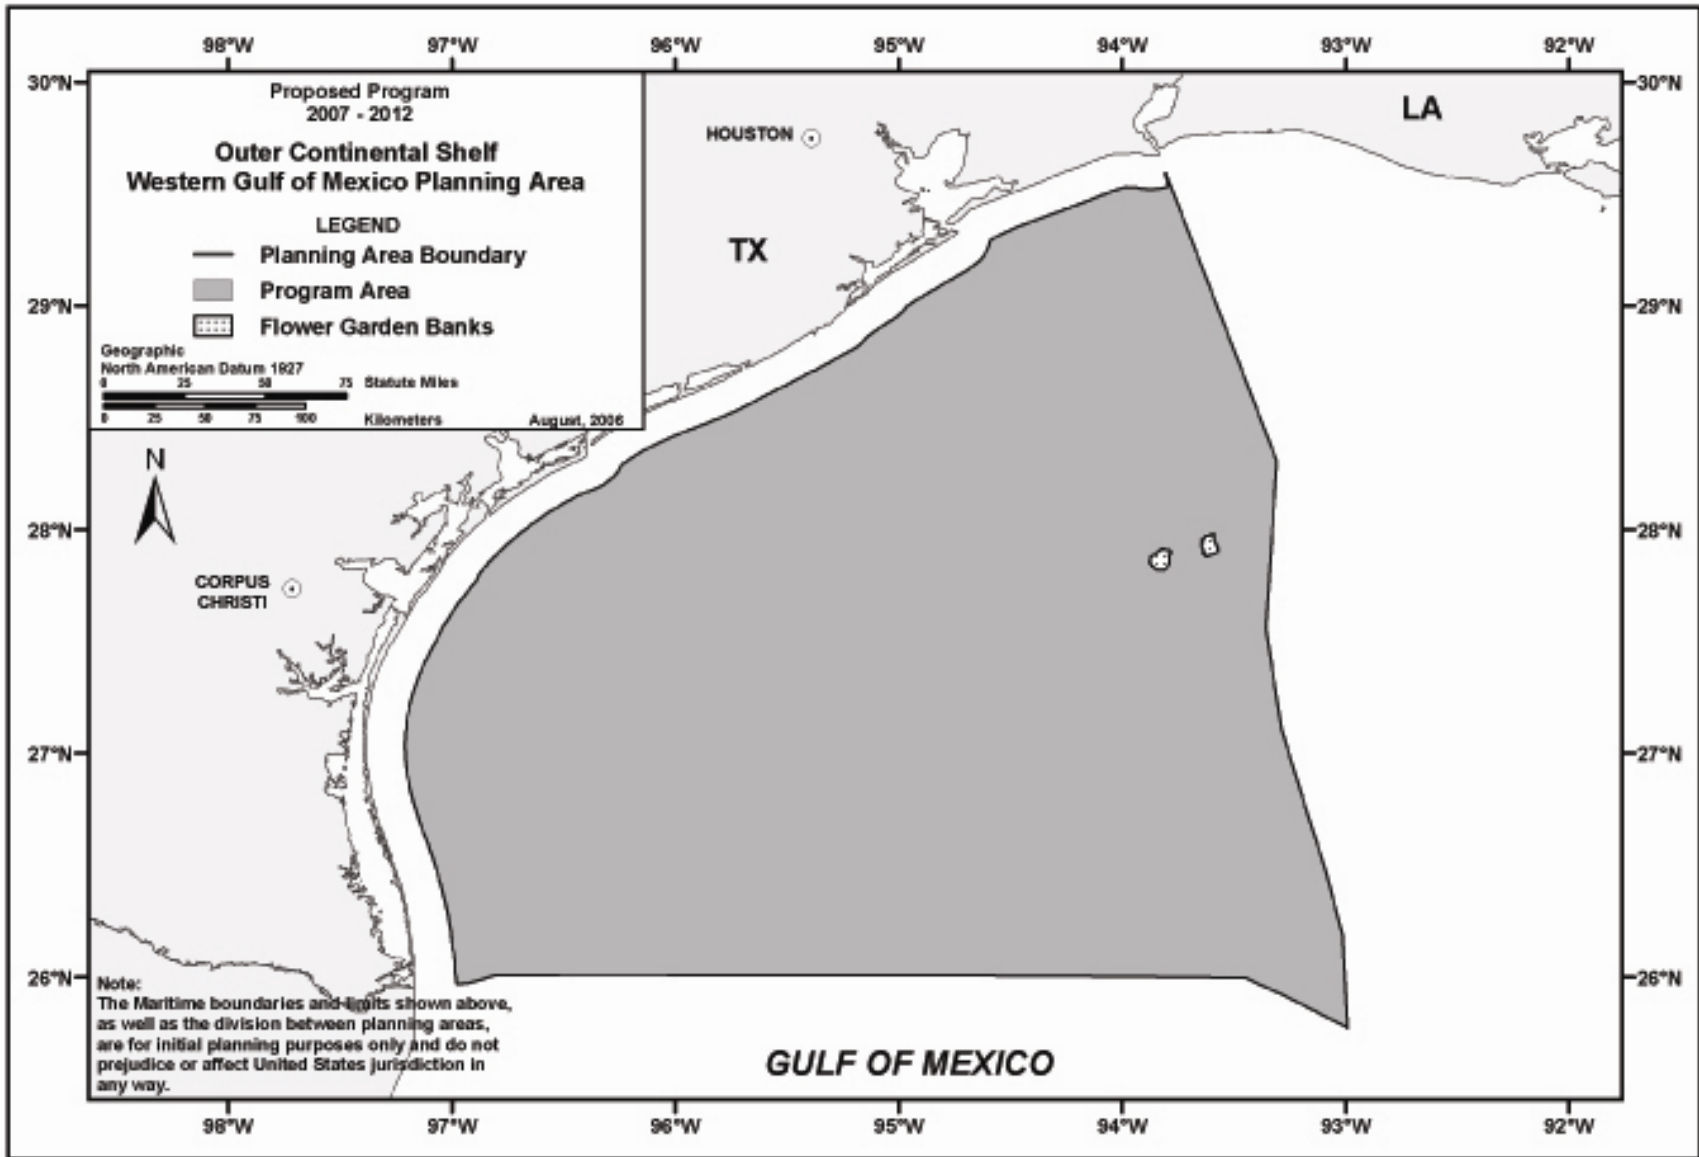 98°W 97°W 96°W 95°W 94°W 93°W 92°W
30°N 30°N
Proposed Program
2007 - 2012
Outer Continental Shelf
Western Gulf of Mexico Planning Area
LEGEND
Planning Area Boundary
Program Area
Flower Garden Banks
Geographic
North American Datum 1927
0 25 50 75 Statute Miles
0 25 50 75 100 Kilometers August, 2006
HOUSTON
LA
TX
29°N 29°N
N
28°N 28°N
CORPUS
CHRISTI
27°N 27°N
26°N 26°N
Note:
The Maritime boundaries and limits shown above,
as well as the division between planning areas,
are for initial planning purposes only and do not
prejudice or affect United States jurisdiction in
any way.
GULF OF MEXICO
98°W 97°W 96°W 95°W 94°W 93°W 92°W